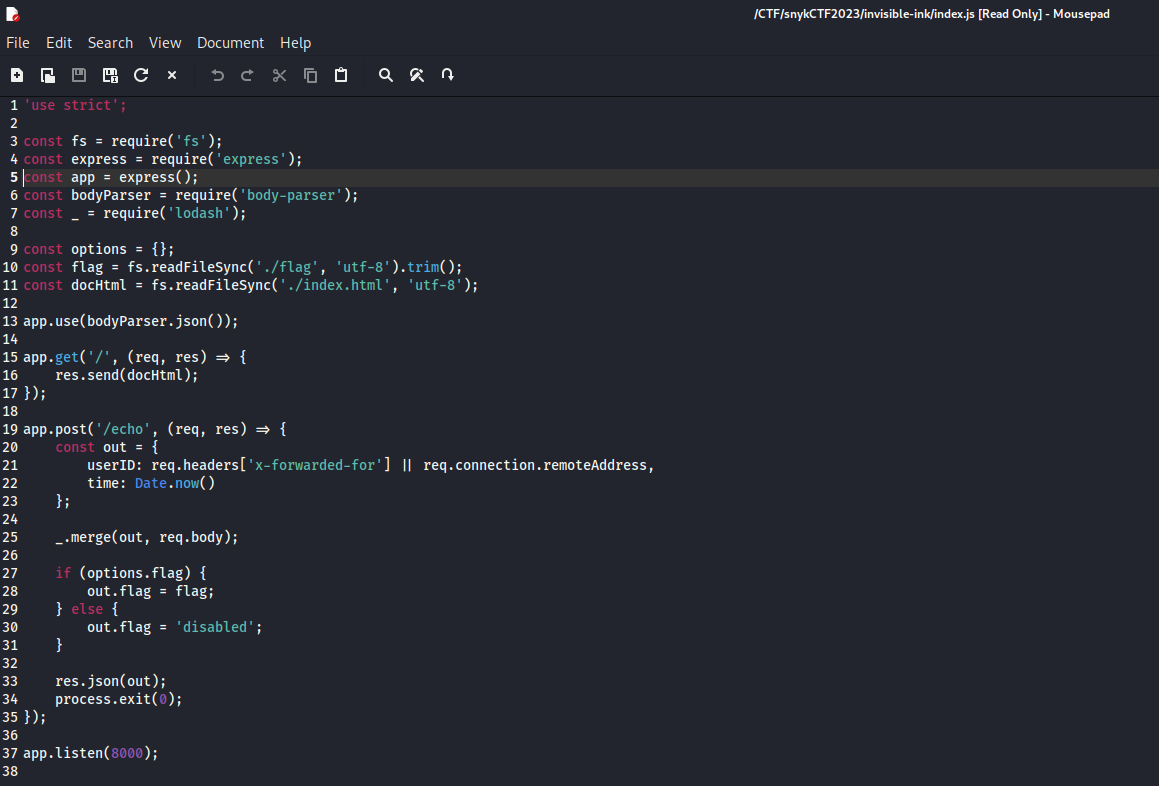 /CTF/snykCTF2023/invisible-ink/index.js [Read Only] - Mousepad
File Edit Search View Document Help
1 'use strict';
2
3 const fs = require('fs');
4 const express = require('express');
5 const app = express();
6 const bodyParser = require('body-parser');
7 const _ = require('lodash');
8
9 const options = {};
10 const flag = fs.readFileSync('./flag', 'utf-8').trim();
11 const docHtml = fs.readFileSync('./index.html', 'utf-8');
12
13 app.use(bodyParser.json());
14
15 app.get('/', (req, res) => {
16     res.send(docHtml);
17 });
18
19 app.post('/echo', (req, res) => {
20     const out = {
21         userID: req.headers['x-forwarded-for'] || req.connection.remoteAddress,
22         time: Date.now()
23     };
24
25     _.merge(out, req.body);
26
27     if (options.flag) {
28         out.flag = flag;
29     } else {
30         out.flag = 'disabled';
31     }
32
33     res.json(out);
34     process.exit(0);
35 });
36
37 app.listen(8000);
38